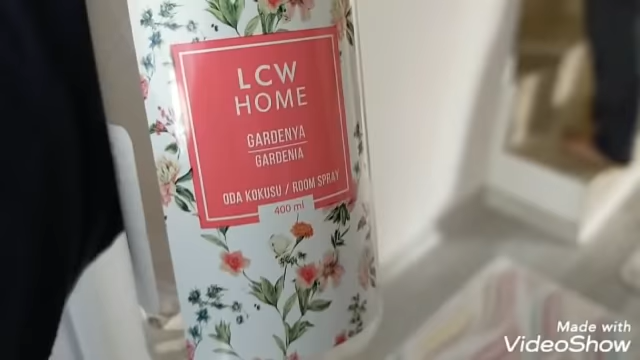 LCW
HOME
GARDENYA
GARDENIA
ODA KOKUSU / ROOM SPRAY
400 ml
Made with
VideoShow